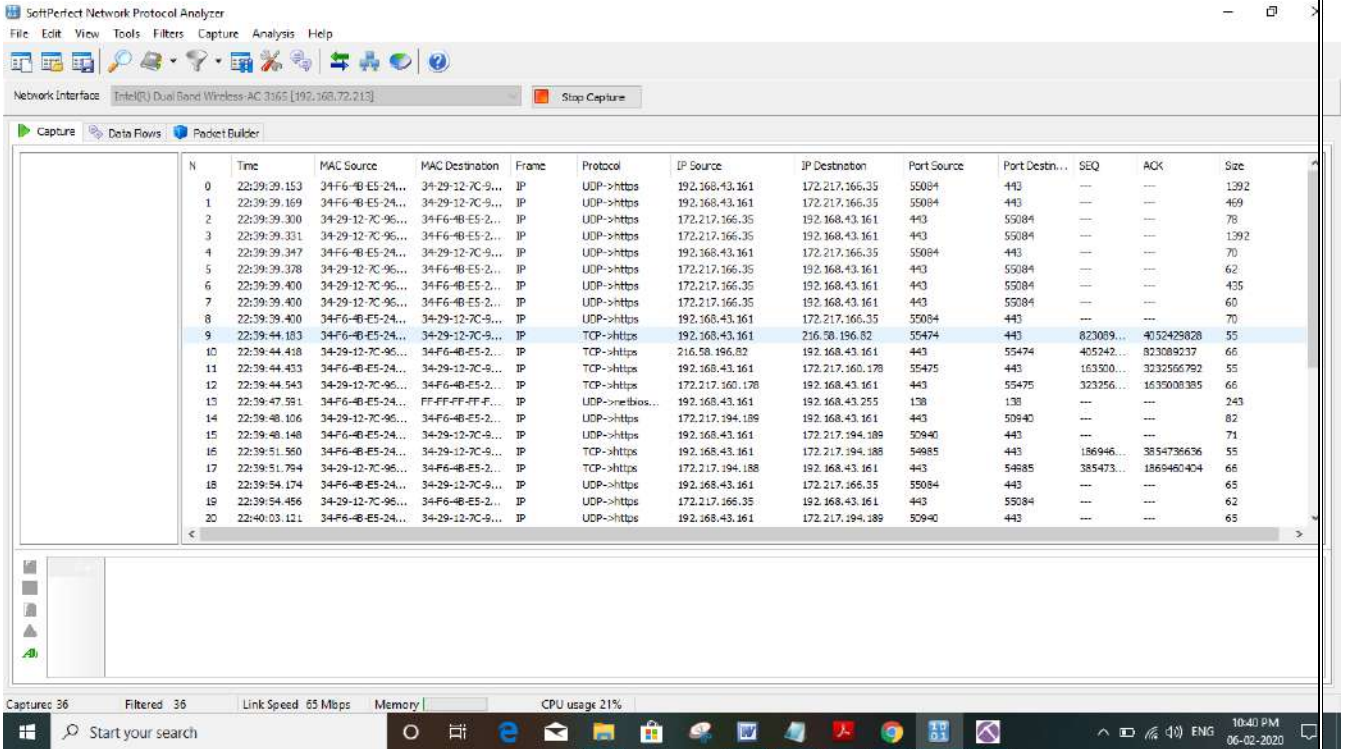 SoftPerfect Network Protocol Analyzer
File Edit View Tools Filters Capture Analysis Help
Network Interface Intel(R) Dual Band Wireless-AC 3165 [192.168.72.213] Stop Capture
Capture Data Flows Packet Builder
N Time MAC Source MAC Destination Frame Protocol IP Source IP Destination Port Source Port Destin... SEQ ACK Size
0 22:39:39.153 34-F6-4B-E5-24... 34-29-12-7C-9... IP UDP->https 192.168.43.161 172.217.166.35 55084 443 --- --- 1392
1 22:39:39.169 34-F6-4B-E5-24... 34-29-12-7C-9... IP UDP->https 192.168.43.161 172.217.166.35 55084 443 --- --- 469
2 22:39:39.300 34-29-12-7C-96... 34-F6-4B-E5-2... IP UDP->https 172.217.166.35 192.168.43.161 443 55084 --- --- 78
3 22:39:39.331 34-29-12-7C-96... 34-F6-4B-E5-2... IP UDP->https 172.217.166.35 192.168.43.161 443 55084 --- --- 1392
4 22:39:39.347 34-F6-4B-E5-24... 34-29-12-7C-9... IP UDP->https 192.168.43.161 172.217.166.35 55084 443 --- --- 70
5 22:39:39.378 34-29-12-7C-96... 34-F6-4B-E5-2... IP UDP->https 172.217.166.35 192.168.43.161 443 55084 --- --- 62
6 22:39:39.400 34-29-12-7C-96... 34-F6-4B-E5-2... IP UDP->https 172.217.166.35 192.168.43.161 443 55084 --- --- 435
7 22:39:39.400 34-29-12-7C-96... 34-F6-4B-E5-2... IP UDP->https 172.217.166.35 192.168.43.161 443 55084 --- --- 60
8 22:39:39.400 34-F6-4B-E5-24... 34-29-12-7C-9... IP UDP->https 192.168.43.161 172.217.166.35 55084 443 --- --- 70
9 22:39:44.183 34-F6-4B-E5-24... 34-29-12-7C-9... IP TCP->https 192.168.43.161 216.58.196.82 55474 443 823089... 4052429828 55
10 22:39:44.418 34-29-12-7C-96... 34-F6-4B-E5-2... IP TCP->https 216.58.196.82 192.168.43.161 443 55474 405242... 823089237 66
11 22:39:44.433 34-F6-4B-E5-24... 34-29-12-7C-9... IP TCP->https 192.168.43.161 172.217.160.178 55475 443 163500... 3232566792 55
12 22:39:44.543 34-29-12-7C-96... 34-F6-4B-E5-2... IP TCP->https 172.217.160.178 192.168.43.161 443 55475 323256... 1635008385 66
13 22:39:47.591 34-F6-4B-E5-24... FF-FF-FF-FF-F... IP UDP->netbios... 192.168.43.161 192.168.43.255 138 138 --- --- 243
14 22:39:48.106 34-29-12-7C-96... 34-F6-4B-E5-2... IP UDP->https 172.217.194.189 192.168.43.161 443 50940 --- --- 82
15 22:39:48.148 34-F6-4B-E5-24... 34-29-12-7C-9... IP UDP->https 192.168.43.161 172.217.194.189 50940 443 --- --- 71
16 22:39:51.560 34-F6-4B-E5-24... 34-29-12-7C-9... IP TCP->https 192.168.43.161 172.217.194.188 54985 443 186946... 3854736636 55
17 22:39:51.794 34-29-12-7C-96... 34-F6-4B-E5-2... IP TCP->https 172.217.194.188 192.168.43.161 443 54985 385473... 1869460404 66
18 22:39:54.174 34-F6-4B-E5-24... 34-29-12-7C-9... IP UDP->https 192.168.43.161 172.217.166.35 55084 443 --- --- 65
19 22:39:54.456 34-29-12-7C-96... 34-F6-4B-E5-2... IP UDP->https 172.217.166.35 192.168.43.161 443 55084 --- --- 62
20 22:40:03.121 34-F6-4B-E5-24... 34-29-12-7C-9... IP UDP->https 192.168.43.161 172.217.194.189 50940 443 --- --- 65
Captured 36 Filtered 36 Link Speed 65 Mbps Memory CPU usage 21%
Start your search ENG 10:40 PM
06-02-2020